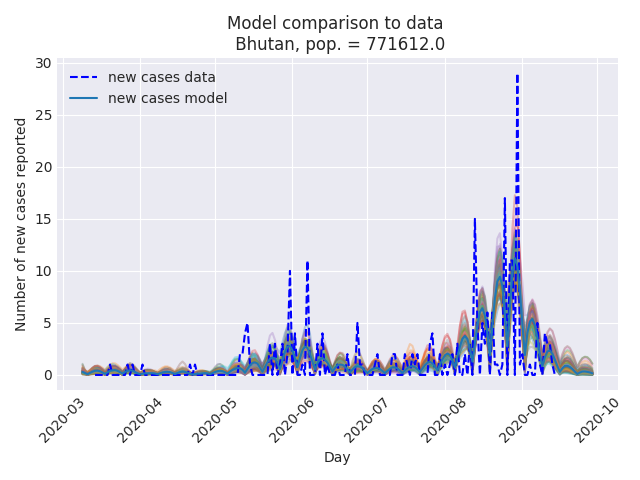 Model comparison to data
Bhutan, pop. = 771612.0
new cases data
new cases model
Number of new cases reported
30
25
20
15
10
5
0
2020-03
2020-04
2020-05
2020-06
2020-07
2020-08
2020-09
2020-10
Day